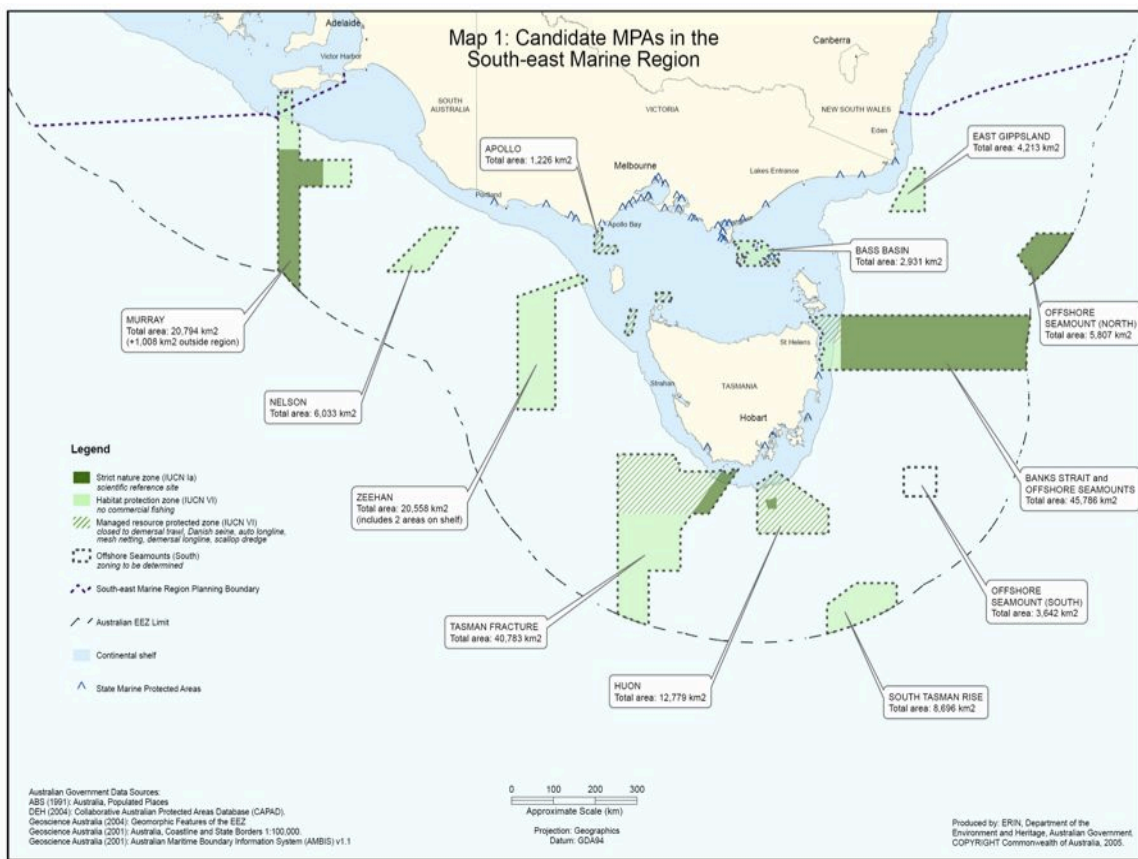 Map 1: Candidate MPAs in the
South-east Marine Region
Adelaide
Victor Harbor
Canberra
SOUTH
AUSTRALIA
VICTORIA
NEW SOUTH WALES
Eden
APOLLO
Total area: 1,226 km2
Melbourne
Lakes Entrance
EAST GIPPSLAND
Total area: 4,213 km2
Portland
Apollo Bay
BASS BASIN
Total area: 2,931 km2
MURRAY
Total area: 20,794 km2
(+1,008 km2 outside region)
OFFSHORE
SEAMOUNT (NORTH)
Total area: 5,807 km2
St Helens
NELSON
Total area: 6,033 km2
Strahan
TASMANIA
Hobart
ZEEHAN
Total area: 20,558 km2
(includes 2 areas on shelf)
BANKS STRAIT and
OFFSHORE SEAMOUNTS
Total area: 45,786 km2
OFFSHORE
SEAMOUNT (SOUTH)
Total area: 3,642 km2
TASMAN FRACTURE
Total area: 40,783 km2
HUON
Total area: 12,779 km2
SOUTH TASMAN RISE
Total area: 8,696 km2
Legend
Strict nature zone (IUCN Ia)
scientific reference site
Habitat protection zone (IUCN VI)
no commercial fishing
Managed resource protected zone (IUCN VI)
closed to demersal trawl, Danish seine, auto longline,
mesh netting, demersal longline, scallop dredge
Offshore Seamounts (South)
zoning to be determined
South-east Marine Region Planning Boundary
Australian EEZ Limit
Continental shelf
State Marine Protected Areas
Australian Government Data Sources:
ABS (1991): Australia, Populated Places
DEH (2004): Collaborative Australian Protected Areas Database (CAPAD).
Geoscience Australia (2004): Geomorphic Features of the EEZ
Geoscience Australia (2001): Australia, Coastline and State Borders 1:100,000.
Geoscience Australia (2001): Australian Maritime Boundary Information System (AMBIS) v1.1
0 100 200 300
Approximate Scale (km)
Projection: Geographics
Datum: GDA94
Produced by: ERIN, Department of the
Environment and Heritage, Australian Government.
COPYRIGHT Commonwealth of Australia, 2005.